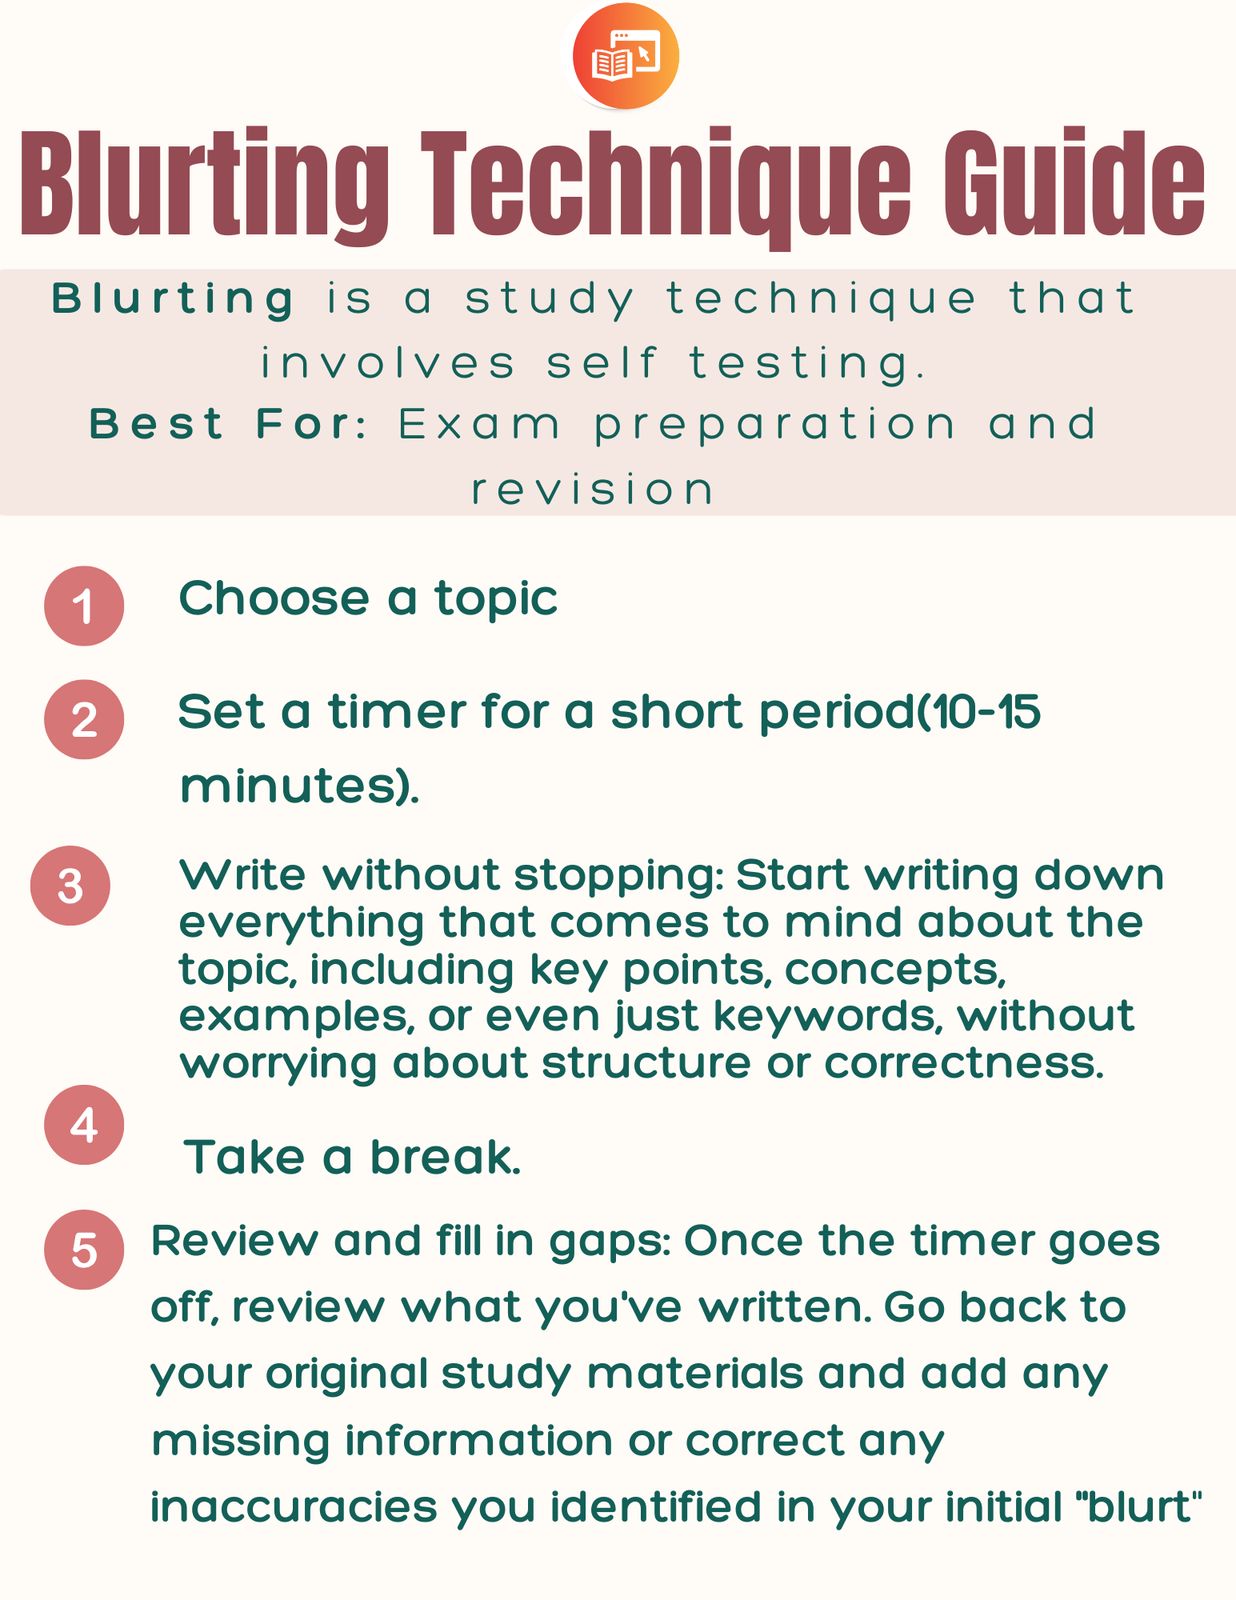 Blurting Technique Guide
Blurting is a study technique that
involves self testing.
Best For: Exam preparation and
revision
1 Choose a topic
2 Set a timer for a short period(10-15
minutes).
3 Write without stopping: Start writing down
everything that comes to mind about the
topic, including key points, concepts,
examples, or even just keywords, without
worrying about structure or correctness.
4 Take a break.
5 Review and fill in gaps: Once the timer goes
off, review what you've written. Go back to
your original study materials and add any
missing information or correct any
inaccuracies you identified in your initial "blurt"